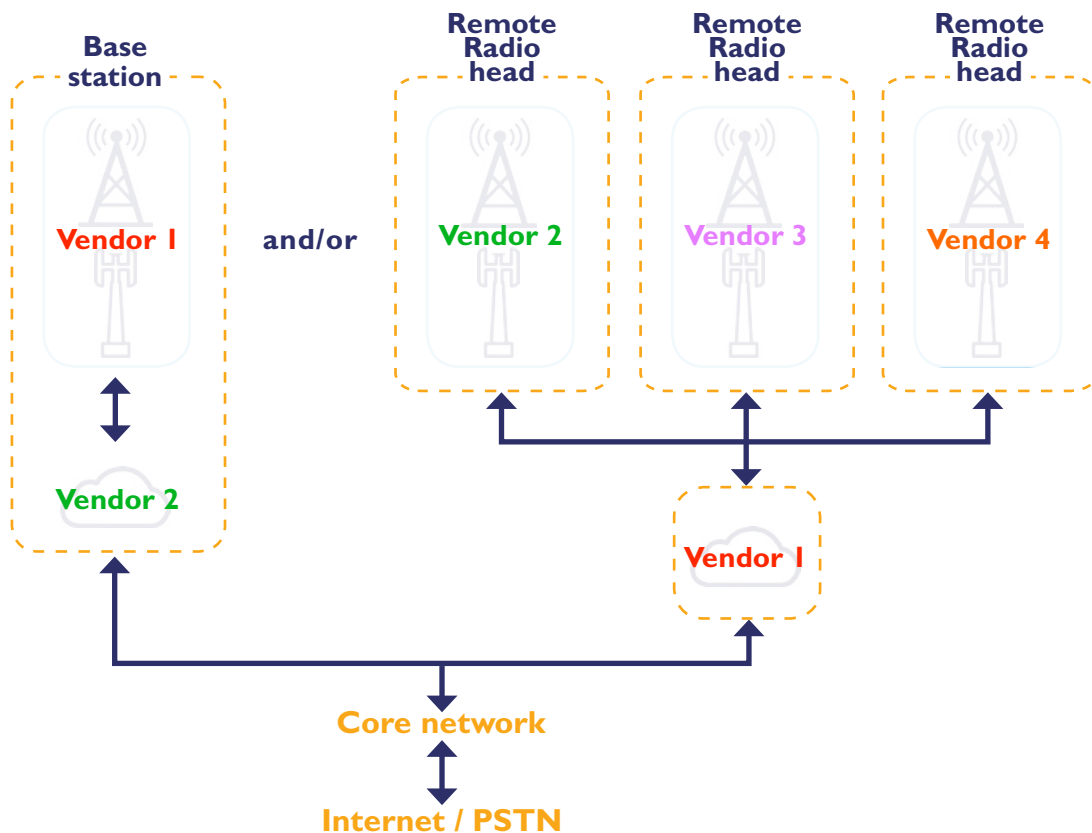 Base
station
Remote
Radio
head
Remote
Radio
head
Remote
Radio
head
Vendor 1
and/or
Vendor 2
Vendor 3
Vendor 4
Vendor 2
Vendor 1
Core network
Internet / PSTN